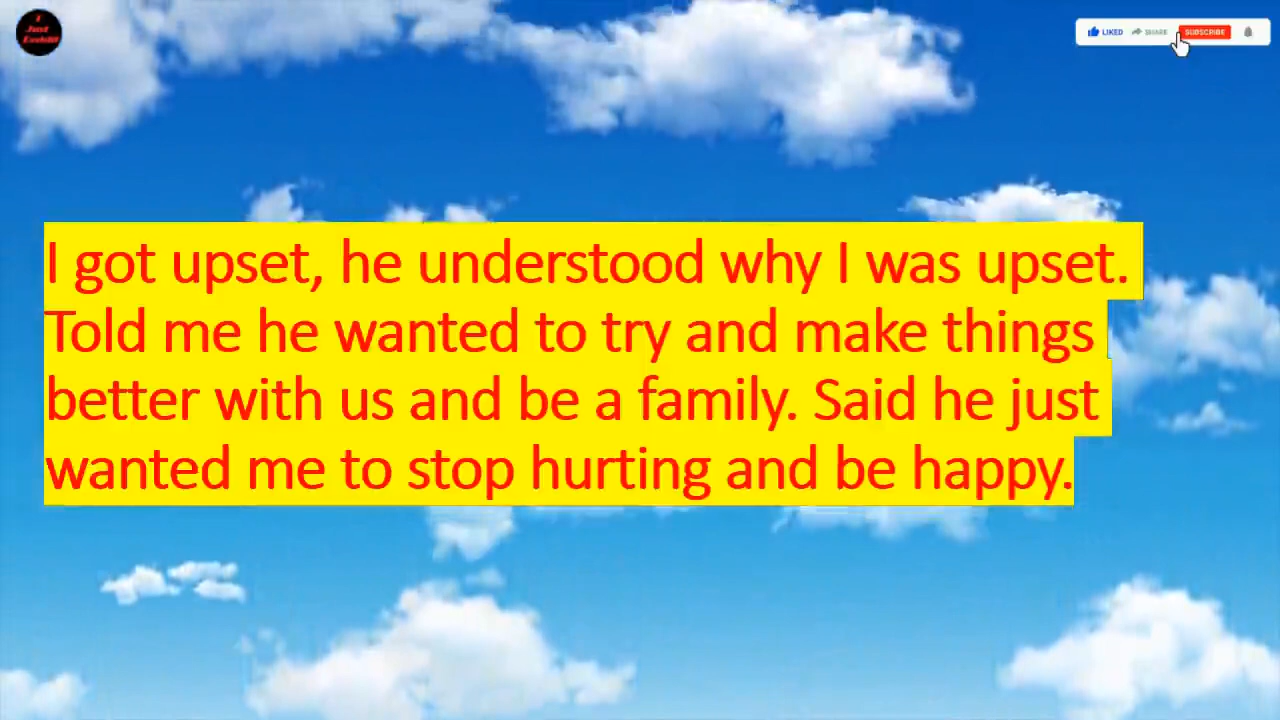 I
Just
LIKED SHARE SUBSCRIBE
I got upset, he understood why I was upset.
Told me he wanted to try and make things
better with us and be a family. Said he just
wanted me to stop hurting and be happy.